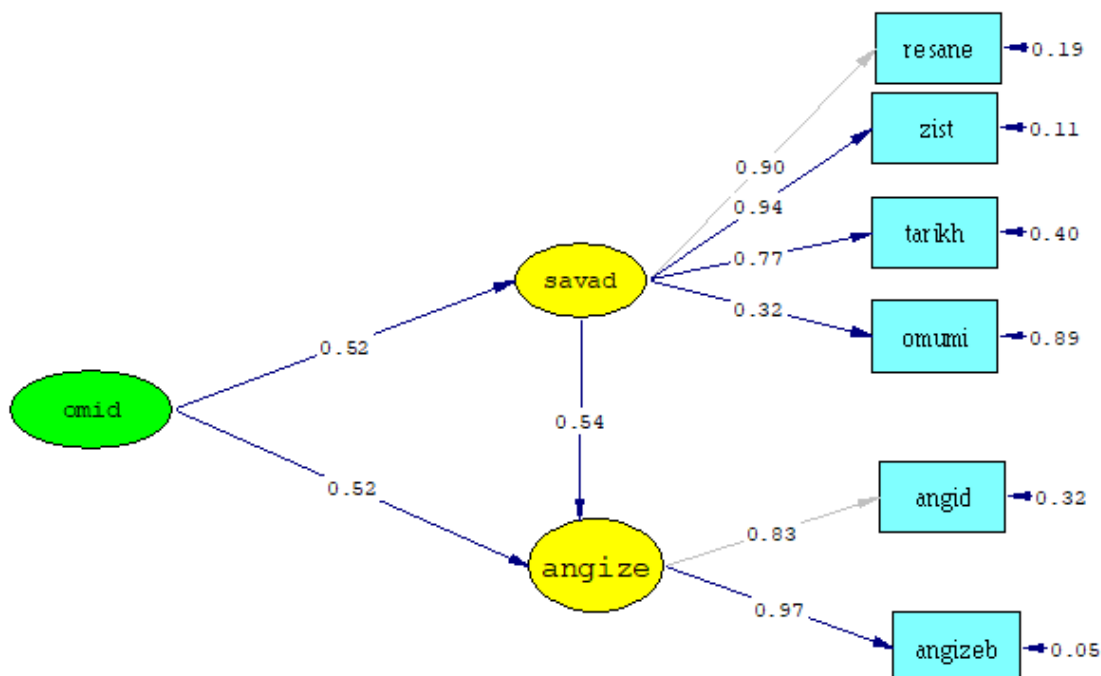 resane
0.19
zist
0.11
0.90
0.94
tarikh
0.40
0.77
savad
0.32
omumi
0.89
0.52
omid
0.54
0.52
angid
0.32
0.83
angize
0.97
angizeb
0.05